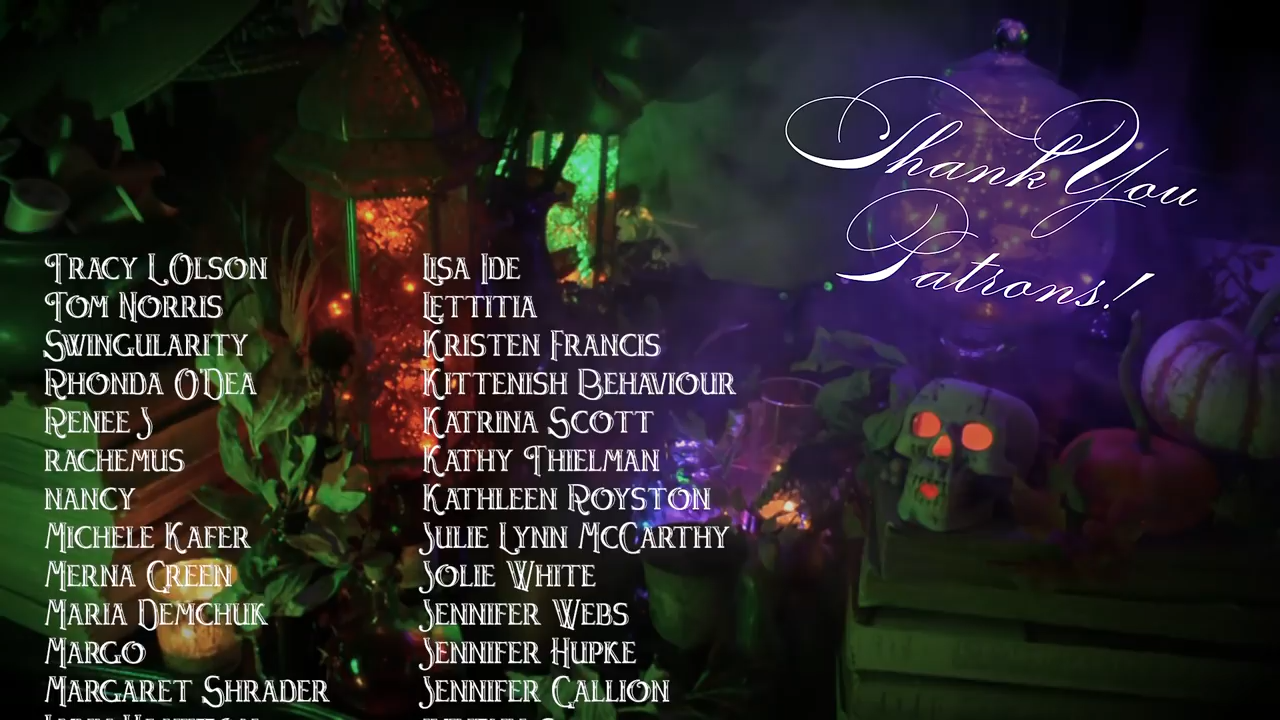 Thank You
Patrons!
Tracy L Olson
Tom Norris
Swingularity
Rhonda O'Dea
Renee J
rachemus
nancy
Michele Kafer
Merna Creen
Maria Demchuk
Margo
Margaret Shrader
Lisa Ide
Lettitia
Kristen Francis
Kittenish Behaviour
Katrina Scott
Kathy Thielman
Kathleen Royston
Julie Lynn McCarthy
Jolie White
Jennifer Webs
Jennifer Hupke
Jennifer Callion